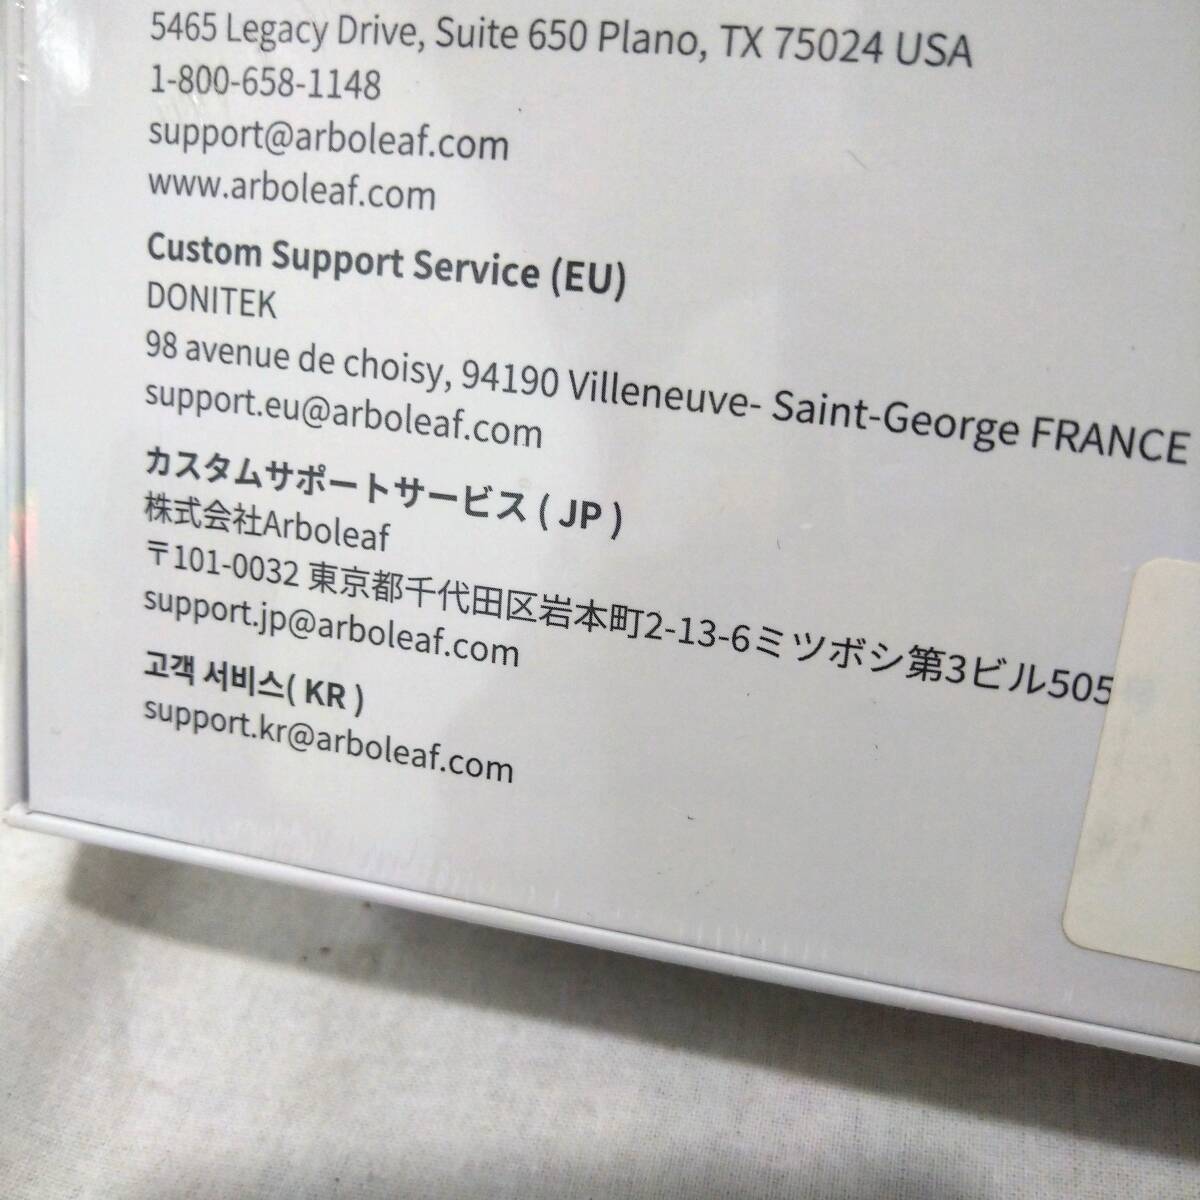 5465 Legacy Drive, Suite 650 Plano, TX 75024 USA
1-800-658-1148
support@arboleaf.com
www.arboleaf.com
Custom Support Service (EU)
DONITEK
98 avenue de choisy, 94190 Villeneuve- Saint-George FRANCE
support.eu@arboleaf.com
カスタムサポートサービス ( JP )
株式会社Arboleaf
〒101-0032 東京都千代田区岩本町2-13-6ミツボシ第3ビル505
support.jp@arboleaf.com
고객 서비스( KR )
support.kr@arboleaf.com